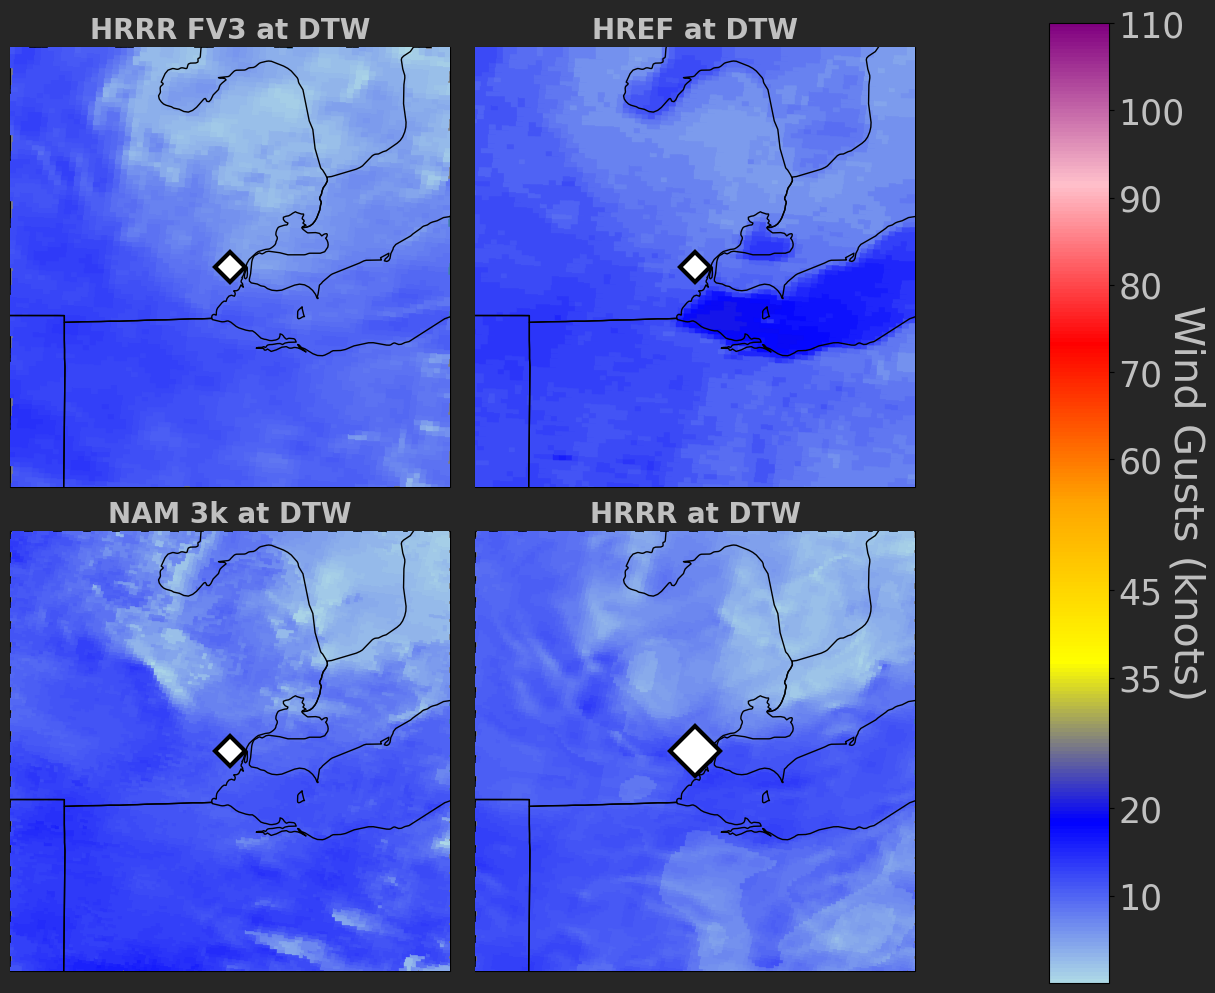 HRRR FV3 at DTW
HREF at DTW
NAM 3k at DTW
HRRR at DTW
110
100
90
80
70
60
45
35
20
10
Wind Gusts (knots)